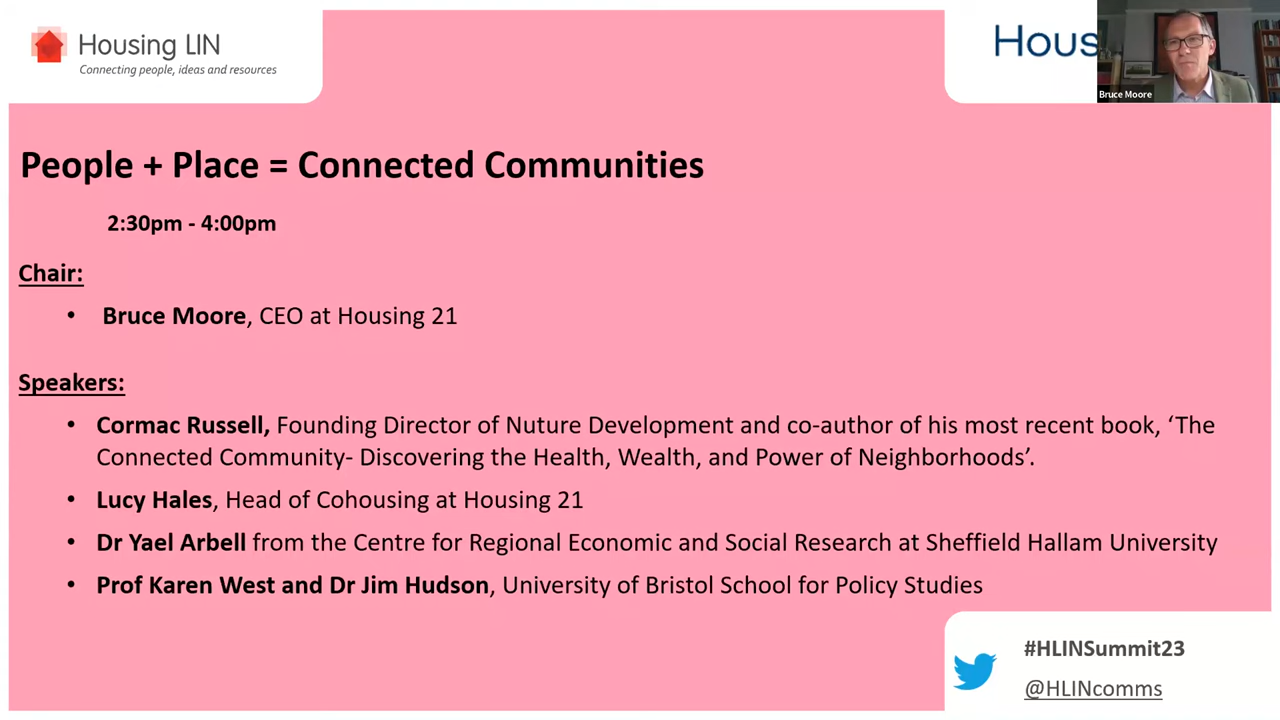 Housing LIN
Connecting people, ideas and resources
Hous
Bruce Moore
People + Place = Connected Communities
2:30pm - 4:00pm
Chair:
• Bruce Moore, CEO at Housing 21
Speakers:
• Cormac Russell, Founding Director of Nuture Development and co-author of his most recent book, ‘The
Connected Community- Discovering the Health, Wealth, and Power of Neighborhoods’.
• Lucy Hales, Head of Cohousing at Housing 21
• Dr Yael Arbell from the Centre for Regional Economic and Social Research at Sheffield Hallam University
• Prof Karen West and Dr Jim Hudson, University of Bristol School for Policy Studies
#HLINSummit23
@HLINcomms